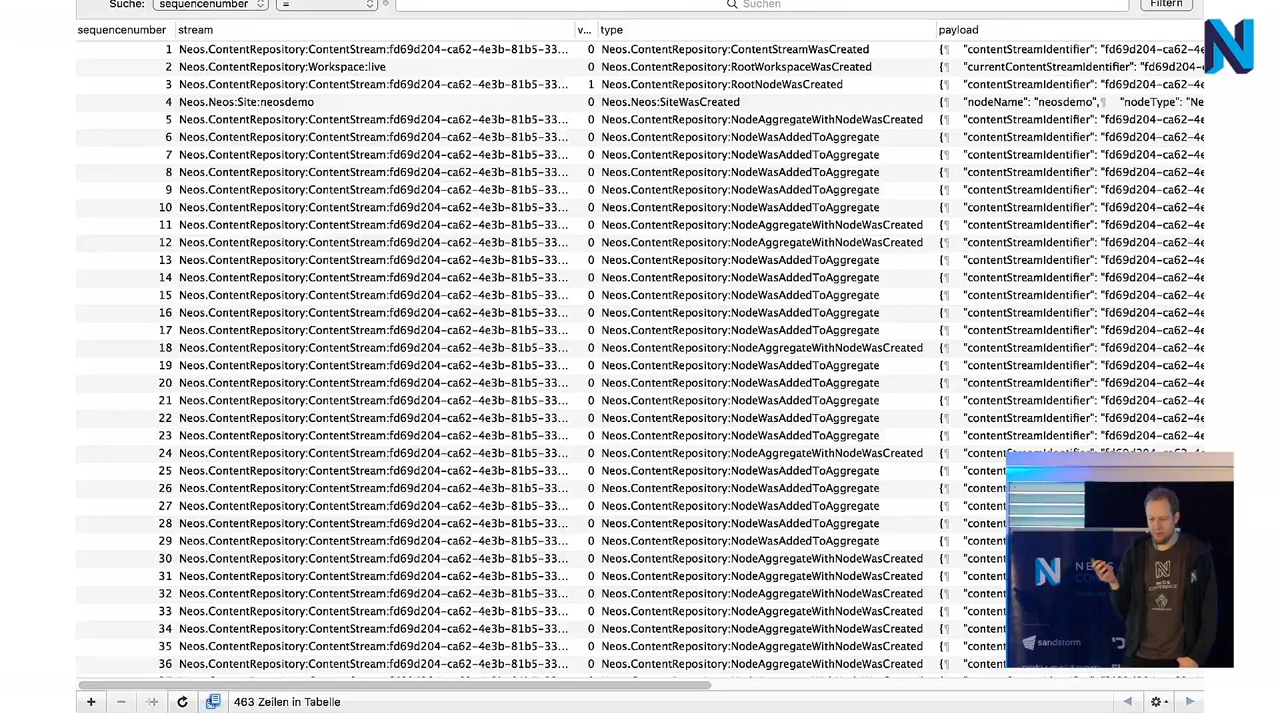 Suche: sequencenumber = Suchen Filtern
sequencenumber stream v... type payload
1 Neos.ContentRepository:ContentStream:fd69d204-ca62-4e3b-81b5-33... 0 Neos.ContentRepository:ContentStreamWasCreated {¶ "contentStreamIdentifier": "fd69d204-ca62-4e
2 Neos.ContentRepository:Workspace:live 0 Neos.ContentRepository:RootWorkspaceWasCreated {¶ "currentContentStreamIdentifier": "fd69d
3 Neos.ContentRepository:ContentStream:fd69d204-ca62-4e3b-81b5-33... 1 Neos.ContentRepository:RootNodeWasCreated {¶ "contentStreamIdentifier": "fd69d204-ca62-4e
4 Neos.Neos:Site:neosdemo 0 Neos.Neos:SiteWasCreated {¶ "nodeName": "neosdemo",¶ "nodeType": "Ne
5 Neos.ContentRepository:ContentStream:fd69d204-ca62-4e3b-81b5-33... 0 Neos.ContentRepository:NodeAggregateWithNodeWasCreated {¶ "contentStreamIdentifier": "fd69d204-ca62-4e
6 Neos.ContentRepository:ContentStream:fd69d204-ca62-4e3b-81b5-33... 0 Neos.ContentRepository:NodeWasAddedToAggregate {¶ "contentStreamIdentifier": "fd69d204-ca62-4e
7 Neos.ContentRepository:ContentStream:fd69d204-ca62-4e3b-81b5-33... 0 Neos.ContentRepository:NodeWasAddedToAggregate {¶ "contentStreamIdentifier": "fd69d204-ca62-4e
8 Neos.ContentRepository:ContentStream:fd69d204-ca62-4e3b-81b5-33... 0 Neos.ContentRepository:NodeWasAddedToAggregate {¶ "contentStreamIdentifier": "fd69d204-ca62-4e
9 Neos.ContentRepository:ContentStream:fd69d204-ca62-4e3b-81b5-33... 0 Neos.ContentRepository:NodeWasAddedToAggregate {¶ "contentStreamIdentifier": "fd69d204-ca62-4e
10 Neos.ContentRepository:ContentStream:fd69d204-ca62-4e3b-81b5-33... 0 Neos.ContentRepository:NodeWasAddedToAggregate {¶ "contentStreamIdentifier": "fd69d204-ca62-4e
11 Neos.ContentRepository:ContentStream:fd69d204-ca62-4e3b-81b5-33... 0 Neos.ContentRepository:NodeAggregateWithNodeWasCreated {¶ "contentStreamIdentifier": "fd69d204-ca62-4e
12 Neos.ContentRepository:ContentStream:fd69d204-ca62-4e3b-81b5-33... 0 Neos.ContentRepository:NodeAggregateWithNodeWasCreated {¶ "contentStreamIdentifier": "fd69d204-ca62-4e
13 Neos.ContentRepository:ContentStream:fd69d204-ca62-4e3b-81b5-33... 0 Neos.ContentRepository:NodeWasAddedToAggregate {¶ "contentStreamIdentifier": "fd69d204-ca62-4e
14 Neos.ContentRepository:ContentStream:fd69d204-ca62-4e3b-81b5-33... 0 Neos.ContentRepository:NodeWasAddedToAggregate {¶ "contentStreamIdentifier": "fd69d204-ca62-4e
15 Neos.ContentRepository:ContentStream:fd69d204-ca62-4e3b-81b5-33... 0 Neos.ContentRepository:NodeWasAddedToAggregate {¶ "contentStreamIdentifier": "fd69d204-ca62-4e
16 Neos.ContentRepository:ContentStream:fd69d204-ca62-4e3b-81b5-33... 0 Neos.ContentRepository:NodeWasAddedToAggregate {¶ "contentStreamIdentifier": "fd69d204-ca62-4e
17 Neos.ContentRepository:ContentStream:fd69d204-ca62-4e3b-81b5-33... 0 Neos.ContentRepository:NodeWasAddedToAggregate {¶ "contentStreamIdentifier": "fd69d204-ca62-4e
18 Neos.ContentRepository:ContentStream:fd69d204-ca62-4e3b-81b5-33... 0 Neos.ContentRepository:NodeAggregateWithNodeWasCreated {¶ "contentStreamIdentifier": "fd69d204-ca62-4e
19 Neos.ContentRepository:ContentStream:fd69d204-ca62-4e3b-81b5-33... 0 Neos.ContentRepository:NodeWasAddedToAggregate {¶ "contentStreamIdentifier": "fd69d204-ca62-4e
20 Neos.ContentRepository:ContentStream:fd69d204-ca62-4e3b-81b5-33... 0 Neos.ContentRepository:NodeWasAddedToAggregate {¶ "contentStreamIdentifier": "fd69d204-ca62-4e
21 Neos.ContentRepository:ContentStream:fd69d204-ca62-4e3b-81b5-33... 0 Neos.ContentRepository:NodeWasAddedToAggregate {¶ "contentStreamIdentifier": "fd69d204-ca62-4e
22 Neos.ContentRepository:ContentStream:fd69d204-ca62-4e3b-81b5-33... 0 Neos.ContentRepository:NodeWasAddedToAggregate {¶ "contentStreamIdentifier": "fd69d204-ca62-4e
23 Neos.ContentRepository:ContentStream:fd69d204-ca62-4e3b-81b5-33... 0 Neos.ContentRepository:NodeWasAddedToAggregate {¶ "contentStreamIdentifier": "fd69d204-ca62-4e
24 Neos.ContentRepository:ContentStream:fd69d204-ca62-4e3b-81b5-33... 0 Neos.ContentRepository:NodeAggregateWithNodeWasCreated {¶ "contentStreamIdentifier": "fd69d204-ca62-4e
25 Neos.ContentRepository:ContentStream:fd69d204-ca62-4e3b-81b5-33... 0 Neos.ContentRepository:NodeWasAddedToAggregate {¶ "conten
26 Neos.ContentRepository:ContentStream:fd69d204-ca62-4e3b-81b5-33... 0 Neos.ContentRepository:NodeWasAddedToAggregate {¶ "conten
27 Neos.ContentRepository:ContentStream:fd69d204-ca62-4e3b-81b5-33... 0 Neos.ContentRepository:NodeWasAddedToAggregate {¶ "conten
28 Neos.ContentRepository:ContentStream:fd69d204-ca62-4e3b-81b5-33... 0 Neos.ContentRepository:NodeWasAddedToAggregate {¶ "conten
29 Neos.ContentRepository:ContentStream:fd69d204-ca62-4e3b-81b5-33... 0 Neos.ContentRepository:NodeWasAddedToAggregate {¶ "conten
30 Neos.ContentRepository:ContentStream:fd69d204-ca62-4e3b-81b5-33... 0 Neos.ContentRepository:NodeAggregateWithNodeWasCreated {¶ "conten
31 Neos.ContentRepository:ContentStream:fd69d204-ca62-4e3b-81b5-33... 0 Neos.ContentRepository:NodeAggregateWithNodeWasCreated {¶ "conten
32 Neos.ContentRepository:ContentStream:fd69d204-ca62-4e3b-81b5-33... 0 Neos.ContentRepository:NodeAggregateWithNodeWasCreated {¶ "conten
33 Neos.ContentRepository:ContentStream:fd69d204-ca62-4e3b-81b5-33... 0 Neos.ContentRepository:NodeAggregateWithNodeWasCreated {¶ "conten
34 Neos.ContentRepository:ContentStream:fd69d204-ca62-4e3b-81b5-33... 0 Neos.ContentRepository:NodeAggregateWithNodeWasCreated {¶ "conten
35 Neos.ContentRepository:ContentStream:fd69d204-ca62-4e3b-81b5-33... 0 Neos.ContentRepository:NodeAggregateWithNodeWasCreated {¶ "conten
36 Neos.ContentRepository:ContentStream:fd69d204-ca62-4e3b-81b5-33... 0 Neos.ContentRepository:NodeAggregateWithNodeWasCreated {¶ "conten
463 Zeilen in Tabelle
NEOS
CONFERENCE
sandstorm